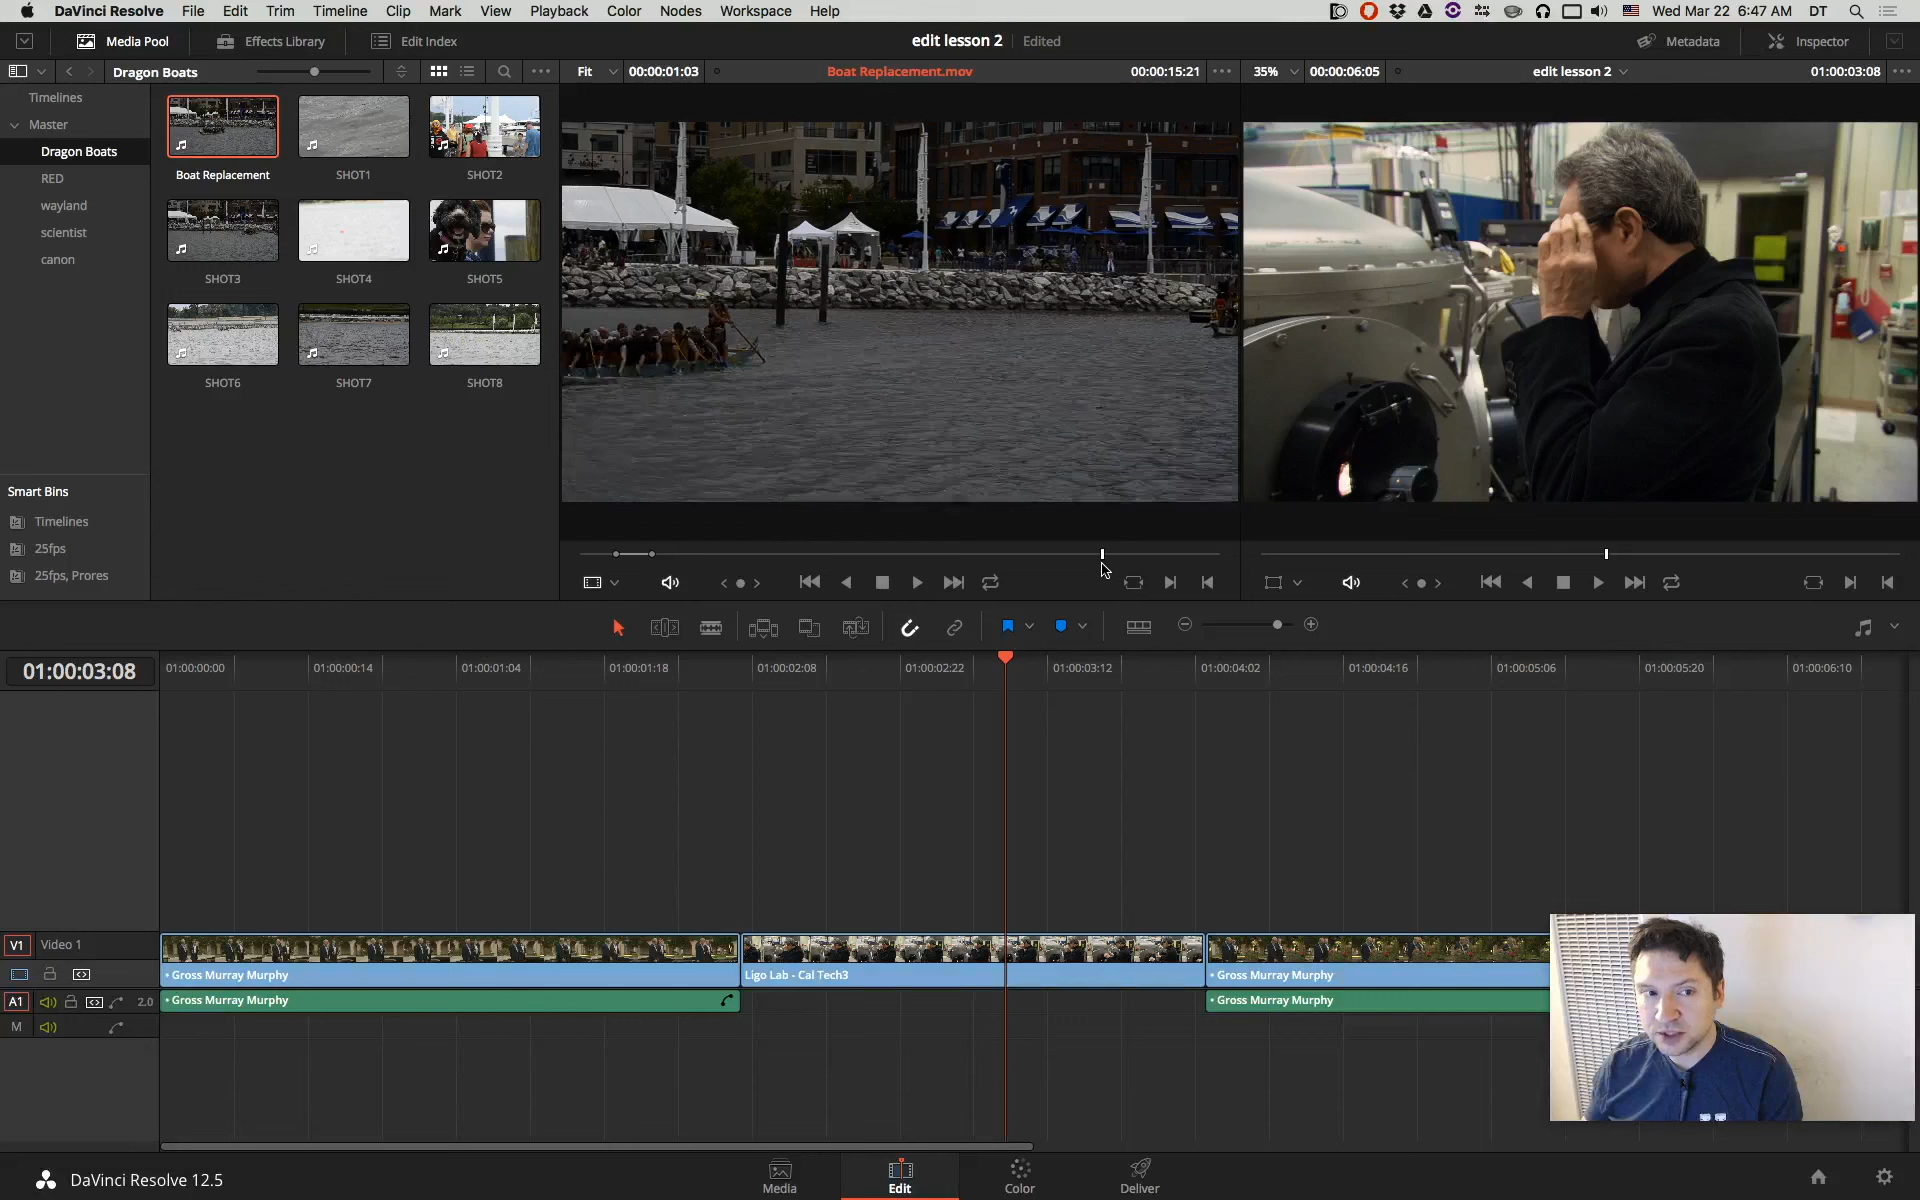 DaVinci Resolve File Edit Trim Timeline Clip Mark View Playback Color Nodes Workspace Help Wed Mar 22 6:47 AM DT
Media Pool Effects Library Edit Index edit lesson 2 Edited Metadata Inspector
Dragon Boats Fit 00:00:01:03 Boat Replacement.mov 00:00:15:21 35% 00:00:06:05 edit lesson 2 01:00:03:08
Timelines
Master
Dragon Boats
RED
wayland
scientist
canon
Boat Replacement SHOT1 SHOT2
SHOT3 SHOT4 SHOT5
SHOT6 SHOT7 SHOT8
Smart Bins
Timelines
25fps
25fps, Prores
01:00:03:08 01:00:00:00 01:00:00:14 01:00:01:04 01:00:01:18 01:00:02:08 01:00:02:22 01:00:03:12 01:00:04:02 01:00:04:16 01:00:05:06 01:00:05:20 01:00:06:10
V1 Video 1
• Gross Murray Murphy Ligo Lab - Cal Tech3 • Gross Murray Murphy
A1 2.0 • Gross Murray Murphy • Gross Murray Murphy
M
DaVinci Resolve 12.5 Media Edit Color Deliver